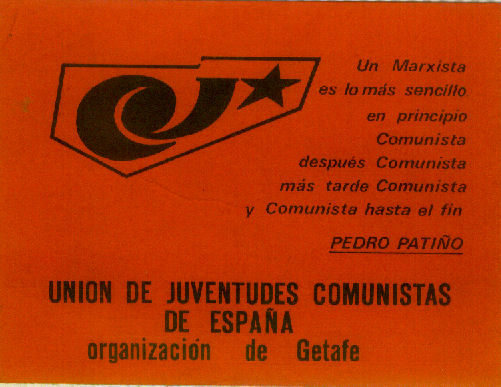 Un Marxista
es lo más sencillo
en principio
Comunista
después Comunista
más tarde Comunista
y Comunista hasta el fin
PEDRO PATIÑO
UNION DE JUVENTUDES COMUNISTAS
DE ESPAÑA
organización de Getafe